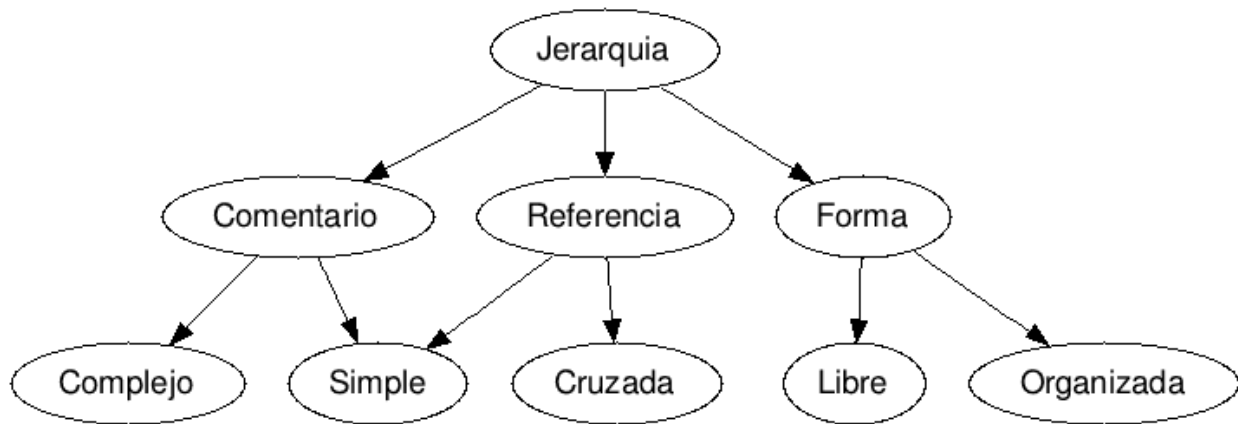 Jerarquia
Comentario
Referencia
Forma
Complejo
Simple
Cruzada
Libre
Organizada